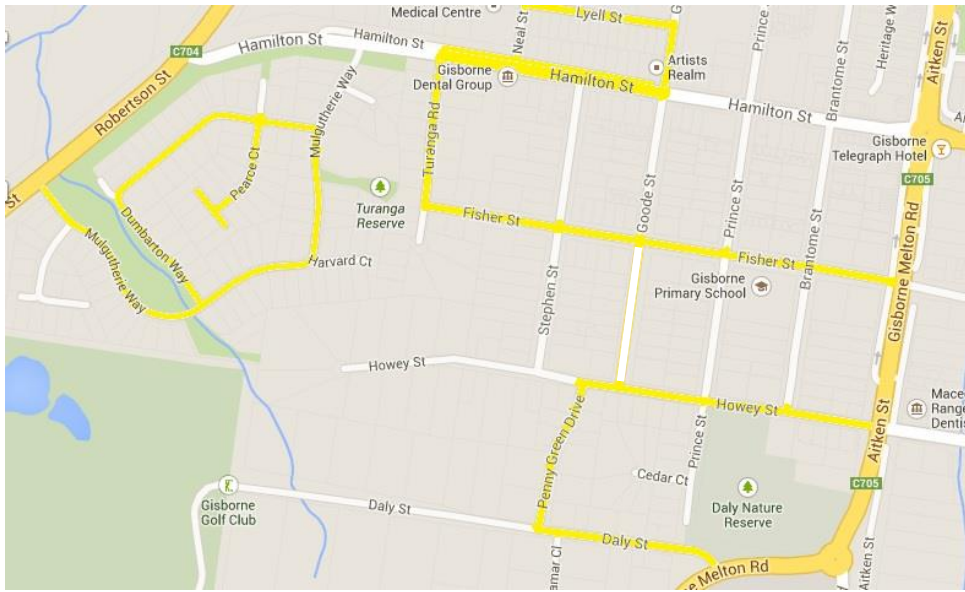 Medical Centre
Lyell St
G
Neal St
Prince St
Brantome St
Heritage W
Aitken St
C704
Hamilton St
Hamilton St
Robertson St
Gisborne
Dental Group
Hamilton St
Artists
Realm
Hamilton St
Mulgutherie Way
Turanga Rd
Pearce Ct
Gisborne
Telegraph Hotel
C705
Turanga
Reserve
Goode St
Prince St
Brantome St
Fisher St
Fisher St
St
Dumbarton Way
Mulgutherie Way
Harvard Ct
Gisborne
Primary School
Gisborne Melton Rd
Stephen St
Howey St
Howey St
Mace
Range
Dentis
Aitken St
Penny Green Drive
Prince St
Cedar Ct
C705
Gisborne
Golf Club
Daly St
Daly Nature
Reserve
Daly St
amar Cl
e Melton Rd
Aitken St